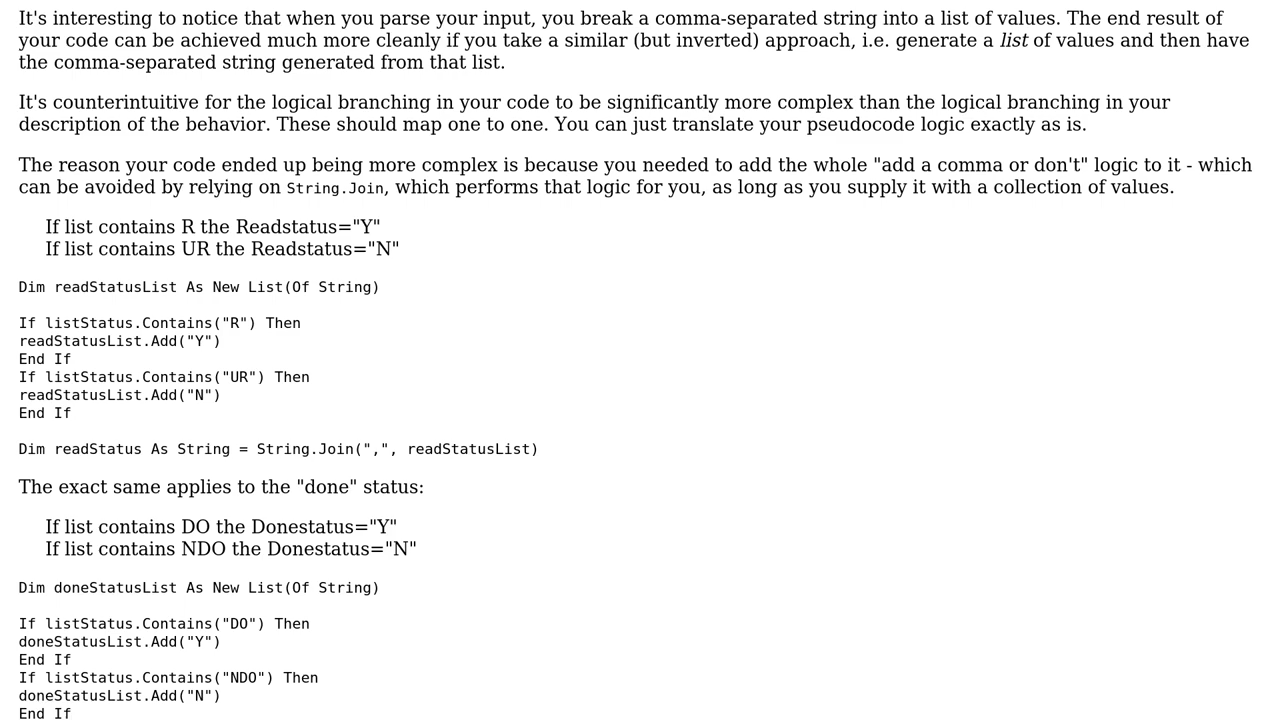 It's interesting to notice that when you parse your input, you break a comma-separated string into a list of values. The end result of
your code can be achieved much more cleanly if you take a similar (but inverted) approach, i.e. generate a list of values and then have
the comma-separated string generated from that list.
It's counterintuitive for the logical branching in your code to be significantly more complex than the logical branching in your
description of the behavior. These should map one to one. You can just translate your pseudocode logic exactly as is.
The reason your code ended up being more complex is because you needed to add the whole "add a comma or don't" logic to it - which
can be avoided by relying on String.Join, which performs that logic for you, as long as you supply it with a collection of values.
If list contains R the Readstatus="Y"
If list contains UR the Readstatus="N"
Dim readStatusList As New List(Of String)
If listStatus.Contains("R") Then
readStatusList.Add("Y")
End If
If listStatus.Contains("UR") Then
readStatusList.Add("N")
End If
Dim readStatus As String = String.Join(",", readStatusList)
The exact same applies to the "done" status:
If list contains DO the Donestatus="Y"
If list contains NDO the Donestatus="N"
Dim doneStatusList As New List(Of String)
If listStatus.Contains("DO") Then
doneStatusList.Add("Y")
End If
If listStatus.Contains("NDO") Then
doneStatusList.Add("N")
End If